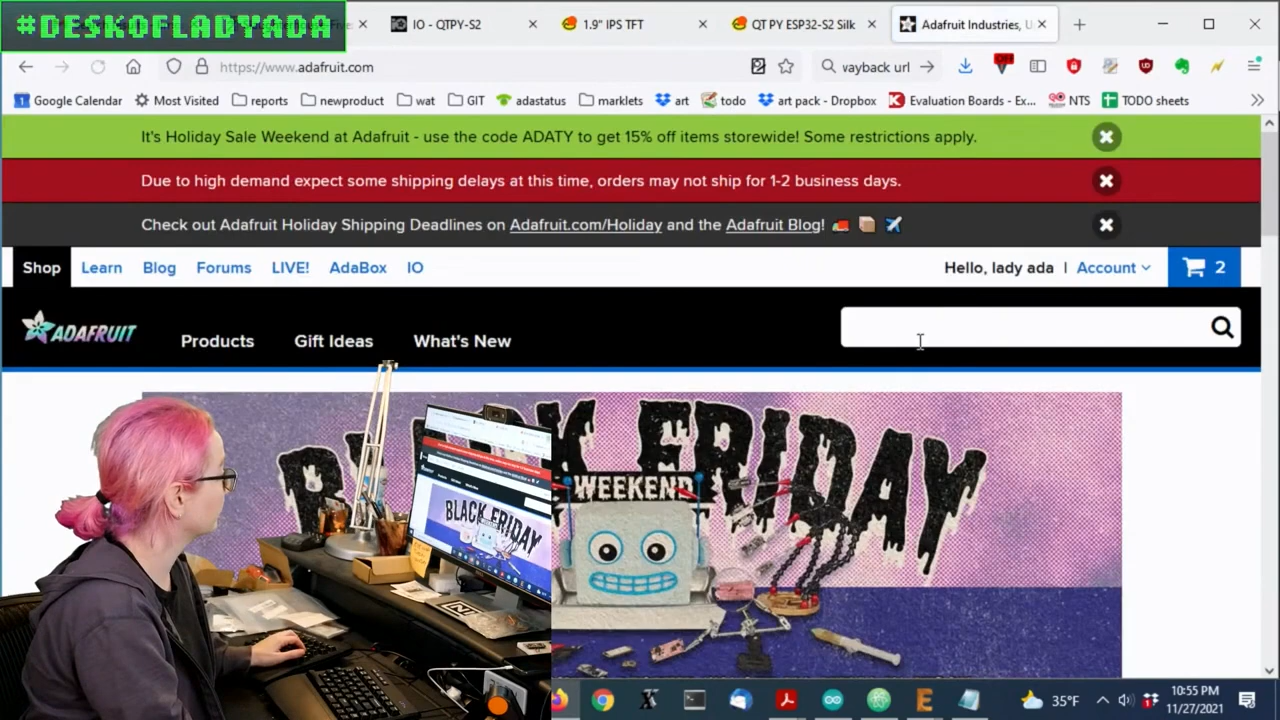 #DESKOFLADYADA
IO - QTPY-S2
1.9" IPS TFT
QT PY ESP32-S2 Silk
Adafruit Industries, U
https://www.adafruit.com
vayback url
OFF
Google Calendar
Most Visited
reports
newproduct
wat
GIT
adastatus
marklets
art
todo
art pack - Dropbox
Evaluation Boards - Ex...
NTS
TODO sheets
It's Holiday Sale Weekend at Adafruit - use the code ADATY to get 15% off items storewide! Some restrictions apply.
Due to high demand expect some shipping delays at this time, orders may not ship for 1-2 business days.
Check out Adafruit Holiday Shipping Deadlines on Adafruit.com/Holiday and the Adafruit Blog!
Shop Learn Blog Forums LIVE! AdaBox IO
Hello, lady ada | Account
2
ADAFRUIT
Products
Gift Ideas
What's New
BLACK FRIDAY
WEEKEND
BLACK FRIDAY
35°F
10:55 PM
11/27/2021